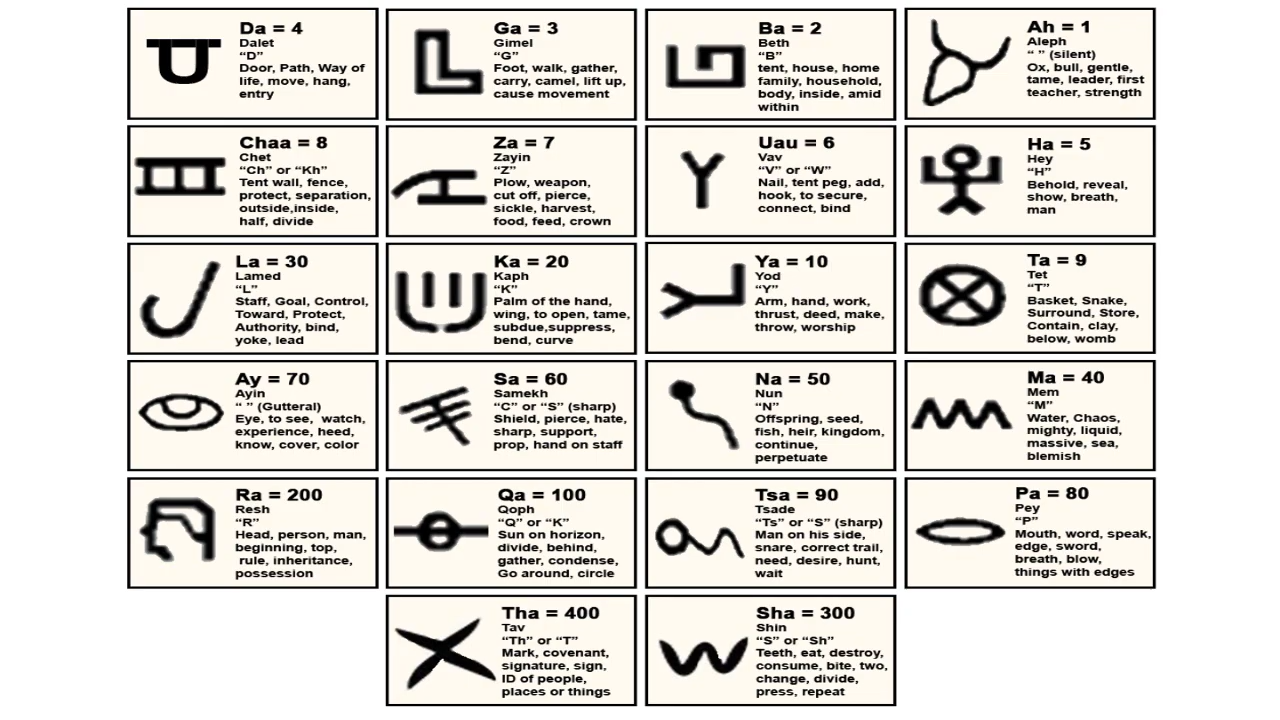 Da = 4
Dalet
“D”
Door, Path, Way of
life, move, hang,
entry
Ga = 3
Gimel
“G”
Foot, walk, gather,
carry, camel, lift up,
cause movement
Ba = 2
Beth
“B”
tent, house, home
family, household,
body, inside, amid
within
Ah = 1
Aleph
“ ” (silent)
Ox, bull, gentle,
tame, leader, first
teacher, strength
Chaa = 8
Chet
“Ch” or “Kh”
Tent wall, fence,
protect, separation,
outside,inside,
half, divide
Za = 7
Zayin
“Z”
Plow, weapon,
cut off, pierce,
sickle, harvest,
food, feed, crown
Uau = 6
Vav
“V” or “W”
Nail, tent peg, add,
hook, to secure,
connect, bind
Ha = 5
Hey
“H”
Behold, reveal,
show, breath,
man
La = 30
Lamed
“L”
Staff, Goal, Control,
Toward, Protect,
Authority, bind,
yoke, lead
Ka = 20
Kaph
“K”
Palm of the hand,
wing, to open, tame,
subdue,suppress,
bend, curve
Ya = 10
Yod
“Y”
Arm, hand, work,
thrust, deed, make,
throw, worship
Ta = 9
Tet
“T”
Basket, Snake,
Surround, Store,
Contain, clay,
below, womb
Ay = 70
Ayin
“ ” (Gutteral)
Eye, to see, watch,
experience, heed,
know, cover, color
Sa = 60
Samekh
“C” or “S” (sharp)
Shield, pierce, hate,
sharp, support,
prop, hand on staff
Na = 50
Nun
“N”
Offspring, seed,
fish, heir, kingdom,
continue,
perpetuate
Ma = 40
Mem
“M”
Water, Chaos,
mighty, liquid,
massive, sea,
blemish
Ra = 200
Resh
“R”
Head, person, man,
beginning, top,
rule, inheritance,
possession
Qa = 100
Qoph
“Q” or “K”
Sun on horizon,
divide, behind,
gather, condense,
Go around, circle
Tsa = 90
Tsade
“Ts” or “S” (sharp)
Man on his side,
snare, correct trail,
need, desire, hunt,
wait
Pa = 80
Pey
“P”
Mouth, word, speak,
edge, sword,
breath, blow,
things with edges
Tha = 400
Tav
“Th” or “T”
Mark, covenant,
signature, sign,
ID of people,
places or things
Sha = 300
Shin
“S” or “Sh”
Teeth, eat, destroy,
consume, bite, two,
change, divide,
press, repeat